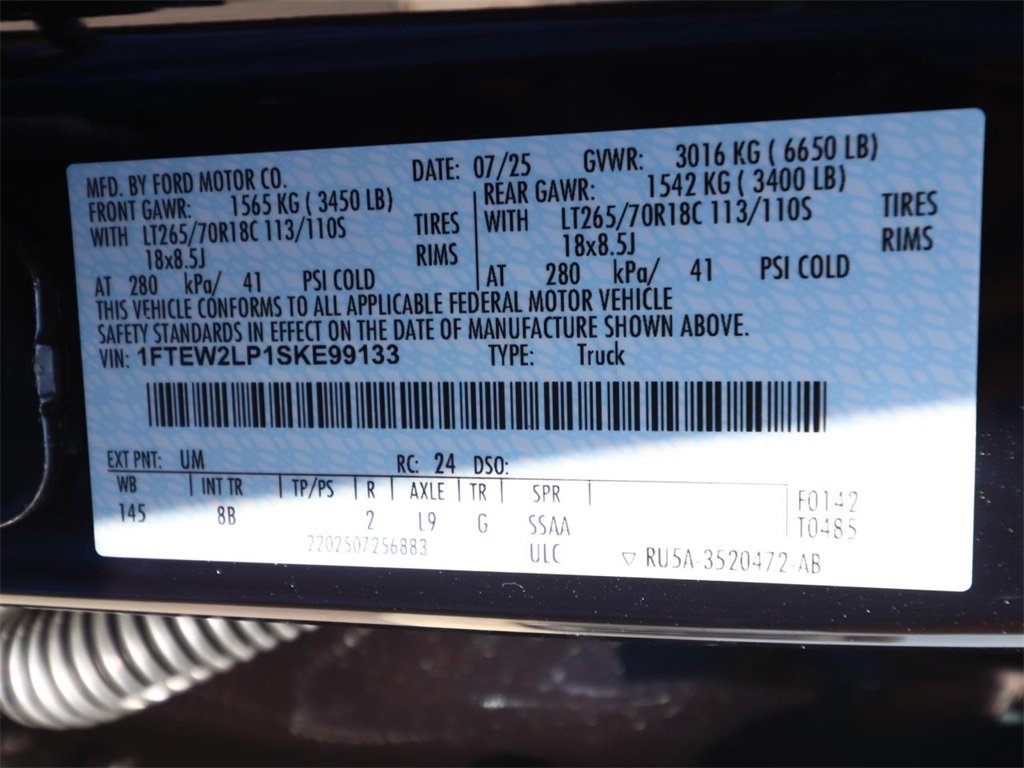 MFD. BY FORD MOTOR CO. DATE: 07/25 GVWR: 3016 KG ( 6650 LB)
FRONT GAWR: 1565 KG ( 3450 LB) REAR GAWR: 1542 KG ( 3400 LB)
WITH LT265/70R18C 113/110S TIRES WITH LT265/70R18C 113/110S TIRES
18x8.5J RIMS 18x8.5J RIMS
AT 280 kPa/ 41 PSI COLD AT 280 kPa/ 41 PSI COLD
THIS VEHICLE CONFORMS TO ALL APPLICABLE FEDERAL MOTOR VEHICLE
SAFETY STANDARDS IN EFFECT ON THE DATE OF MANUFACTURE SHOWN ABOVE.
VIN: 1FTEW2LP1SKE99133 TYPE: Truck
EXT PNT: UM RC: 24 DSO:
WB INT TR TP/PS R AXLE TR SPR F0142
145 8B 2 L9 G SSAA T0485
2202507256883 ULC RU5A-3520472-AB